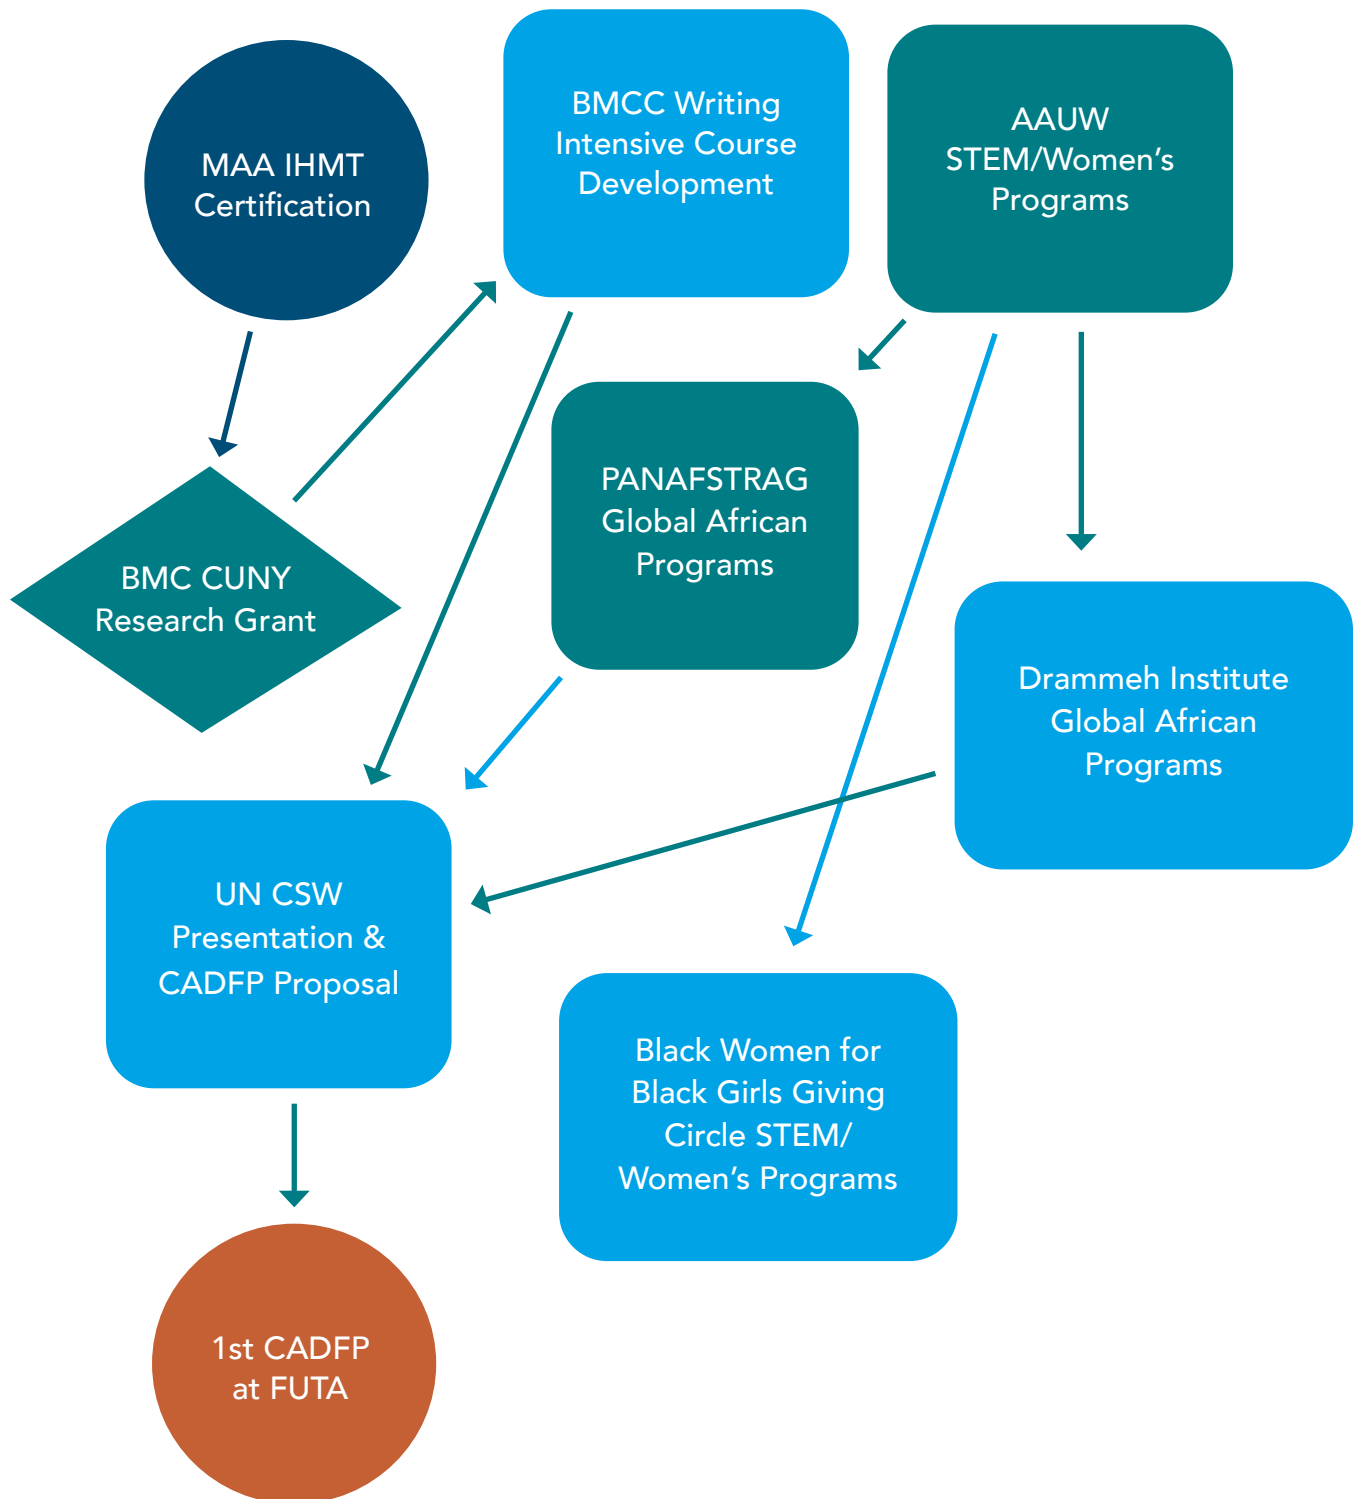 MAA IHMT
Certification
BMCC Writing
Intensive Course
Development
AAUW
STEM/Women’s
Programs
PANAFSTRAG
Global African
Programs
BMC CUNY
Research Grant
Drammeh Institute
Global African
Programs
UN CSW
Presentation &
CADFP Proposal
Black Women for
Black Girls Giving
Circle STEM/
Women’s Programs
1st CADFP
at FUTA